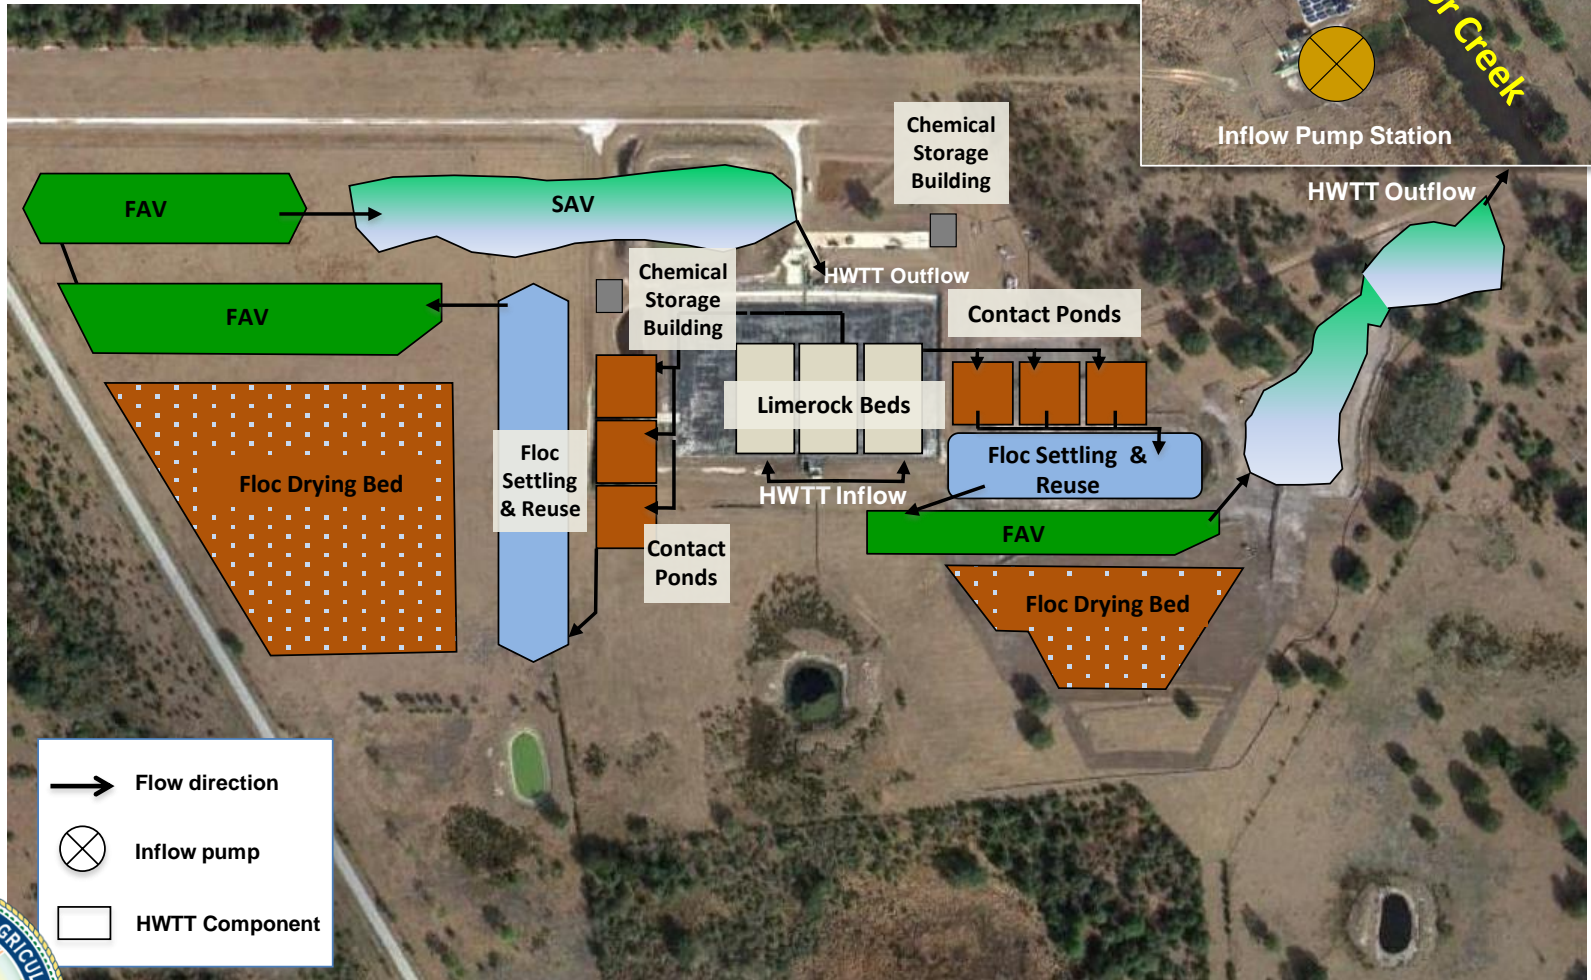 or Creek
Inflow Pump Station
HWTT Outflow
Chemical
Storage
Building
FAV
SAV
HWTT Outflow
Chemical
Storage
Building
FAV
Contact Ponds
Limerock Beds
Floc Drying Bed
Floc
Settling
& Reuse
Floc Settling &
Reuse
HWTT Inflow
FAV
Contact
Ponds
Floc Drying Bed
Flow direction
Inflow pump
HWTT Component
AGRICUL